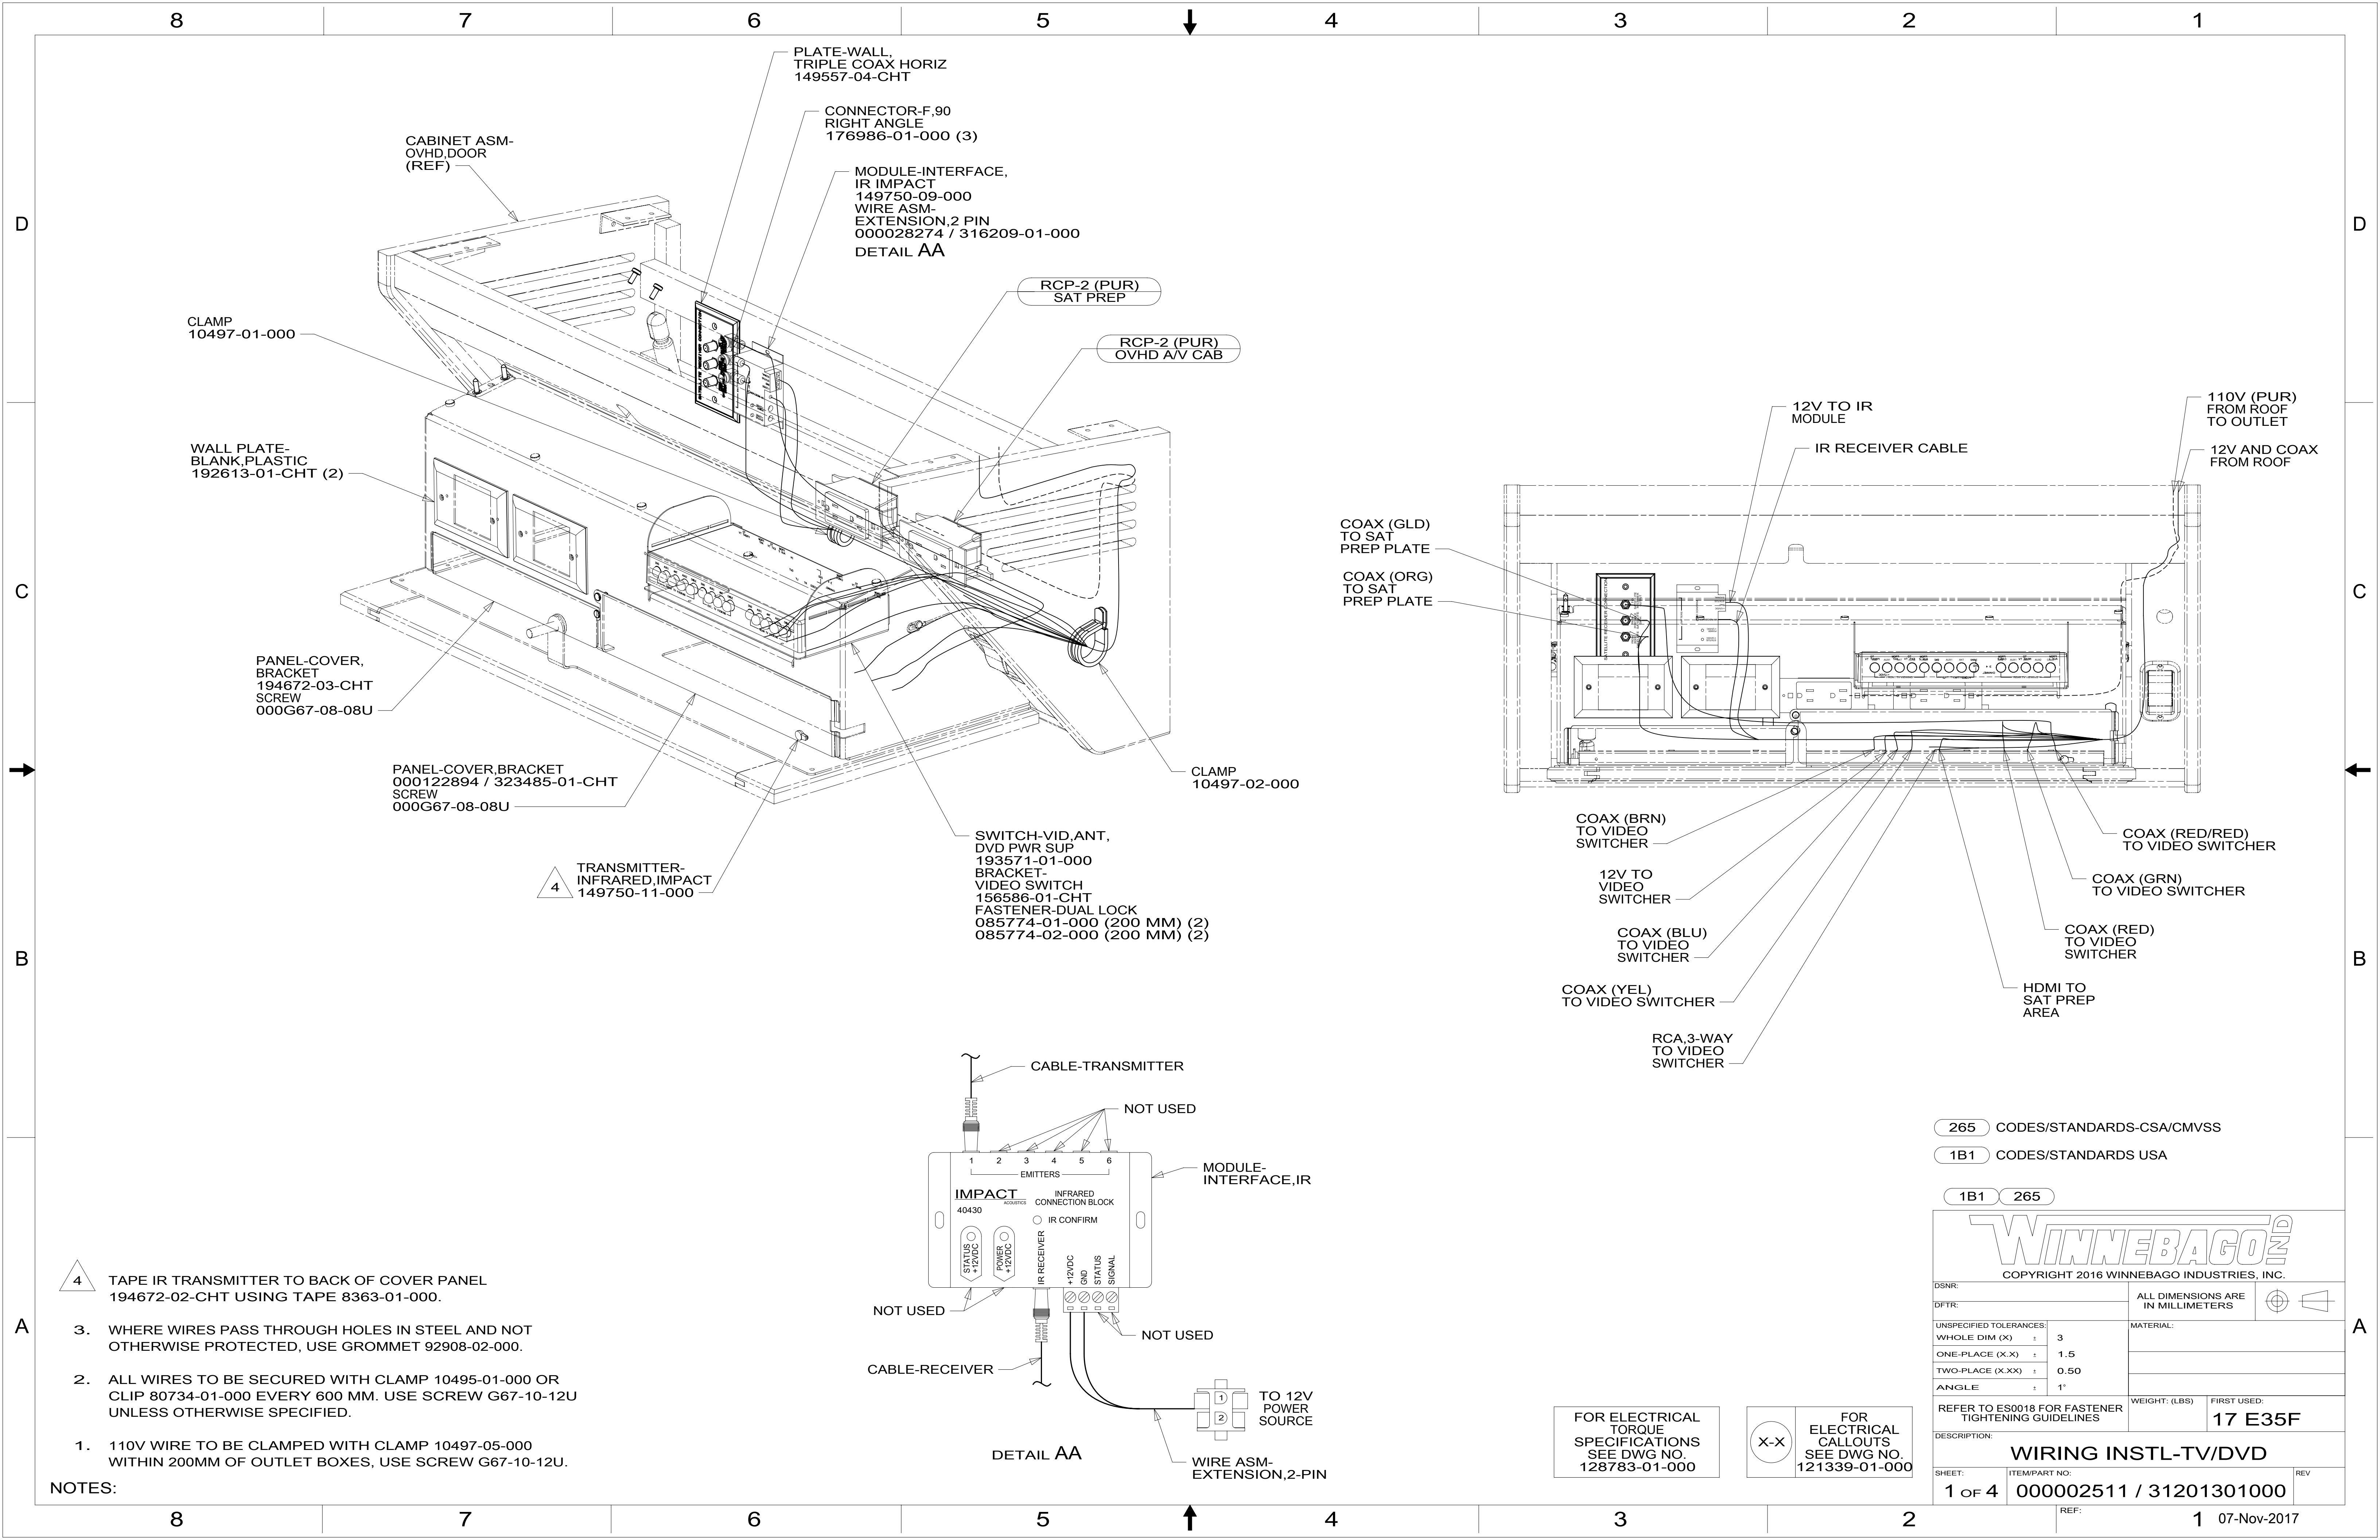 8 7 6 5 4 3 2 1
D
C
B
A
D
C
B
A
PLATE-WALL,
TRIPLE COAX HORIZ
149557-04-CHT
CONNECTOR-F,90
RIGHT ANGLE
176986-01-000 (3)
CABINET ASM-
OVHD,DOOR
(REF)
MODULE-INTERFACE,
IR IMPACT
149750-09-000
WIRE ASM-
EXTENSION,2 PIN
000028274 / 316209-01-000
DETAIL AA
RCP-2 (PUR)
SAT PREP
RCP-2 (PUR)
OVHD A/V CAB
CLAMP
10497-01-000
WALL PLATE-
BLANK,PLASTIC
192613-01-CHT (2)
PANEL-COVER,
BRACKET
194672-03-CHT
SCREW
000G67-08-08U
PANEL-COVER,BRACKET
000122894 / 323485-01-CHT
SCREW
000G67-08-08U
4
TRANSMITTER-
INFRARED,IMPACT
149750-11-000
SWITCH-VID,ANT,
DVD PWR SUP
193571-01-000
BRACKET-
VIDEO SWITCH
156586-01-CHT
FASTENER-DUAL LOCK
085774-01-000 (200 MM) (2)
085774-02-000 (200 MM) (2)
CLAMP
10497-02-000
12V TO IR
MODULE
IR RECEIVER CABLE
110V (PUR)
FROM ROOF
TO OUTLET
12V AND COAX
FROM ROOF
COAX (GLD)
TO SAT
PREP PLATE
COAX (ORG)
TO SAT
PREP PLATE
COAX (BRN)
TO VIDEO
SWITCHER
12V TO
VIDEO
SWITCHER
COAX (BLU)
TO VIDEO
SWITCHER
COAX (YEL)
TO VIDEO SWITCHER
RCA,3-WAY
TO VIDEO
SWITCHER
COAX (RED/RED)
TO VIDEO SWITCHER
COAX (GRN)
TO VIDEO SWITCHER
COAX (RED)
TO VIDEO
SWITCHER
HDMI TO
SAT PREP
AREA
CABLE-TRANSMITTER
NOT USED
1 2 3 4 5 6
EMITTERS
MODULE-
INTERFACE,IR
IMPACT
ACOUSTICS
40430
INFRARED
CONNECTION BLOCK
IR CONFIRM
STATUS
+12VDC
POWER
+12VDC
IR RECEIVER
+12VDC
GND
STATUS
SIGNAL
NOT USED
NOT USED
CABLE-RECEIVER
1
2
TO 12V
POWER
SOURCE
DETAIL AA
WIRE ASM-
EXTENSION,2-PIN
4 TAPE IR TRANSMITTER TO BACK OF COVER PANEL
194672-02-CHT USING TAPE 8363-01-000.
3. WHERE WIRES PASS THROUGH HOLES IN STEEL AND NOT
OTHERWISE PROTECTED, USE GROMMET 92908-02-000.
2. ALL WIRES TO BE SECURED WITH CLAMP 10495-01-000 OR
CLIP 80734-01-000 EVERY 600 MM. USE SCREW G67-10-12U
UNLESS OTHERWISE SPECIFIED.
1. 110V WIRE TO BE CLAMPED WITH CLAMP 10497-05-000
WITHIN 200MM OF OUTLET BOXES, USE SCREW G67-10-12U.
NOTES:
FOR ELECTRICAL
TORQUE
SPECIFICATIONS
SEE DWG NO.
128783-01-000
X-X
FOR
ELECTRICAL
CALLOUTS
SEE DWG NO.
121339-01-000
265 CODES/STANDARDS-CSA/CMVSS
1B1 CODES/STANDARDS USA
1B1 265
WINNEBAGO IND
COPYRIGHT 2016 WINNEBAGO INDUSTRIES, INC.
DSNR:
DFTR:
ALL DIMENSIONS ARE
IN MILLIMETERS
UNSPECIFIED TOLERANCES:
WHOLE DIM (X) ± 3
ONE-PLACE (X.X) ± 1.5
TWO-PLACE (X.XX) ± 0.50
ANGLE ± 1°
MATERIAL:
REFER TO ES0018 FOR FASTENER
TIGHTENING GUIDELINES
WEIGHT: (LBS)
FIRST USED:
17 E35F
DESCRIPTION:
WIRING INSTL-TV/DVD
SHEET:
1 OF 4
ITEM/PART NO:
000002511 / 31201301000
REV
REF:
07-Nov-2017
8 7 6 5 4 3 2 1